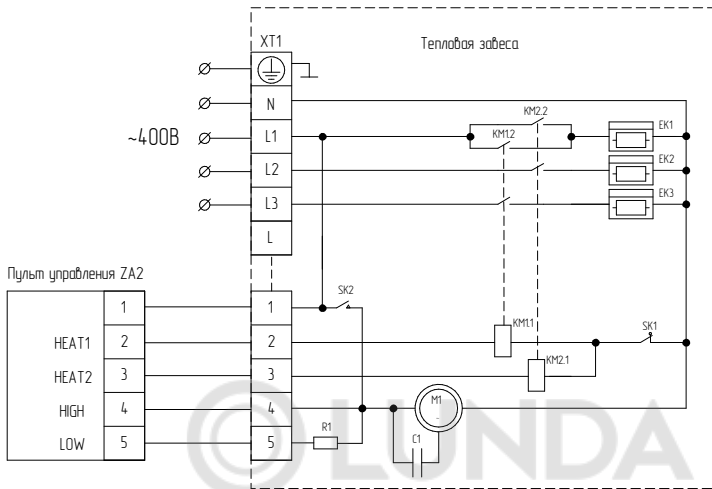 XT1
Тепловая завеса
N
L1
L2
L3
L
~400В
KM1.2
KM2.2
EK1
EK2
EK3
Пульт управления ZA2
1
HEAT1 2
HEAT2 3
HIGH 4
LOW 5
1
2
3
4
5
SK2
KM1.1
SK1
KM2.1
M1
~
R1
C1
LUNDA